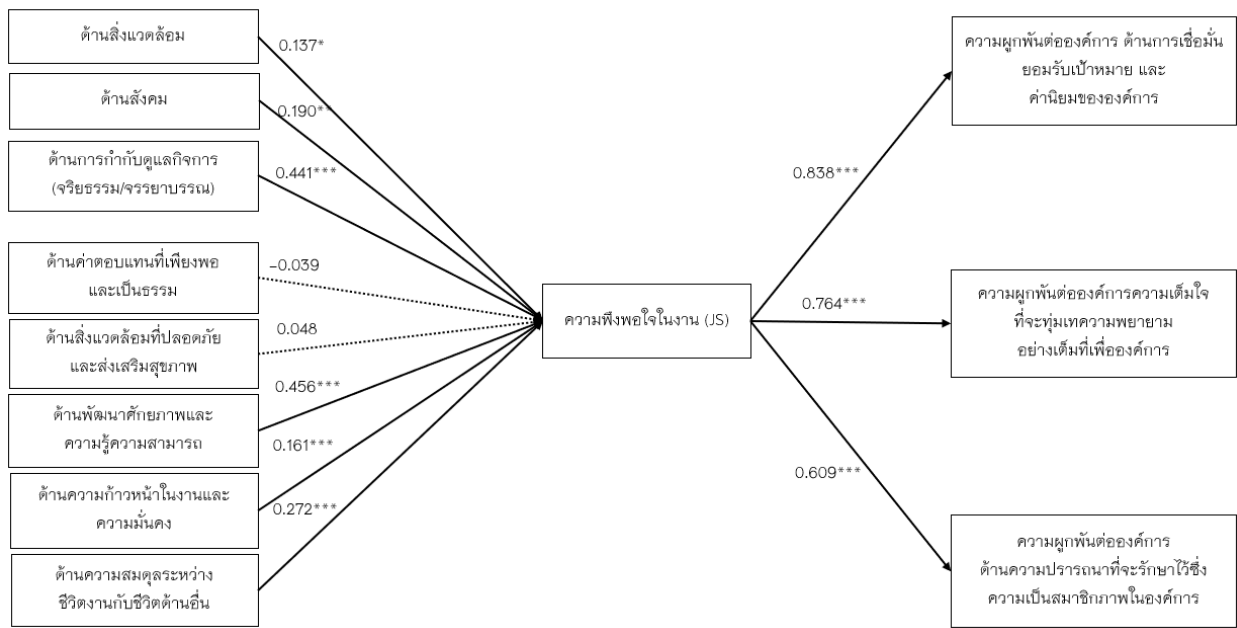 ด้านสิ่งแวดล้อม
0.137*
ด้านสังคม
0.190**
ด้านการกำกับดูแลกิจการ
(จริยธรรม/จรรยาบรรณ)
0.441***
ด้านค่าตอบแทนที่เพียงพอ
และเป็นธรรม
-0.039
ด้านสิ่งแวดล้อมที่ปลอดภัย
และส่งเสริมสุขภาพ
0.048
ด้านพัฒนาศักยภาพและ
ความรู้ความสามารถ
0.456***
ด้านความก้าวหน้าในงานและ
ความมั่นคง
0.161***
ด้านความสมดุลระหว่าง
ชีวิตงานกับชีวิตด้านอื่น
0.272***
ความพึงพอใจในงาน (JS)
0.838***
ความผูกพันต่อองค์การ ด้านการเชื่อมั่น
ยอมรับเป้าหมาย และ
ค่านิยมขององค์การ
0.764***
ความผูกพันต่อองค์การความเต็มใจ
ที่จะทุ่มเทความพยายาม
อย่างเต็มที่เพื่อองค์การ
0.609***
ความผูกพันต่อองค์การ
ด้านความปรารถนาที่จะรักษาไว้ซึ่ง
ความเป็นสมาชิกภาพในองค์การ